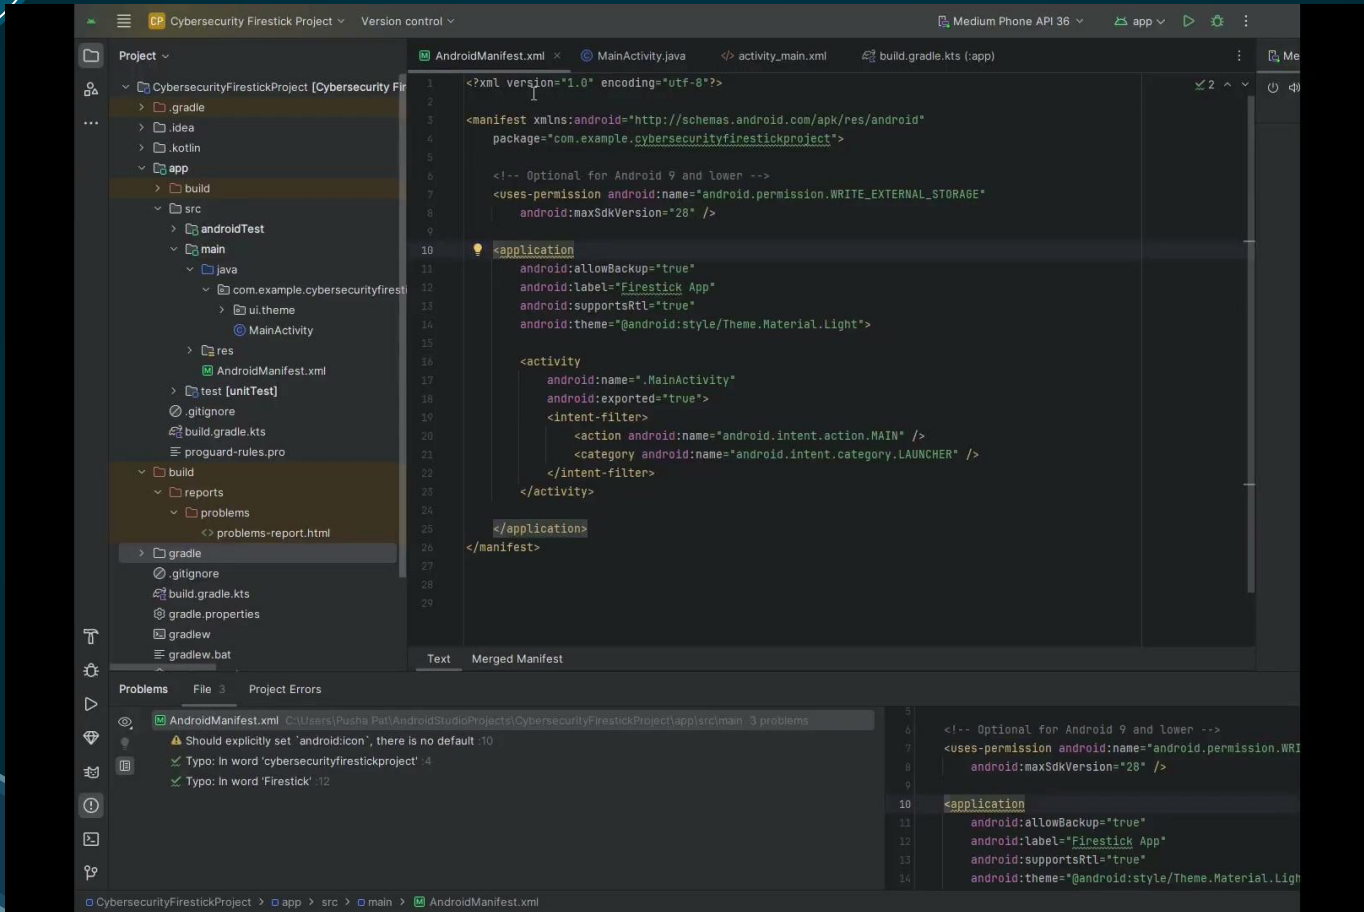 CP Cybersecurity Firestick Project Version control Medium Phone API 36 app
Project
AndroidManifest.xml MainActivity.java activity_main.xml build.gradle.kts (:app) Me
CybersecurityFirestickProject [Cybersecurity Fir
.gradle
.idea
.kotlin
app
build
src
androidTest
main
java
com.example.cybersecurityfiresti
ui.theme
MainActivity
res
AndroidManifest.xml
test [unitTest]
.gitignore
build.gradle.kts
proguard-rules.pro
build
reports
problems
problems-report.html
gradle
.gitignore
build.gradle.kts
gradle.properties
gradlew
gradlew.bat
1 <?xml version="1.0" encoding="utf-8"?> 2
2
3 <manifest xmlns:android="http://schemas.android.com/apk/res/android"
4 package="com.example.cybersecurityfirestickproject">
5
6 <!-- Optional for Android 9 and lower -->
7 <uses-permission android:name="android.permission.WRITE_EXTERNAL_STORAGE"
8 android:maxSdkVersion="28" />
9
10 <application
11 android:allowBackup="true"
12 android:label="Firestick App"
13 android:supportsRtl="true"
14 android:theme="@android:style/Theme.Material.Light">
15
16 <activity
17 android:name=".MainActivity"
18 android:exported="true">
19 <intent-filter>
20 <action android:name="android.intent.action.MAIN" />
21 <category android:name="android.intent.category.LAUNCHER" />
22 </intent-filter>
23 </activity>
24
25 </application>
26 </manifest>
27
28
29
Text Merged Manifest
Problems File 3 Project Errors
AndroidManifest.xml C:\Users\Pusha Pat\AndroidStudioProjects\CybersecurityFirestickProject\app\src\main 3 problems
Should explicitly set `android:icon`, there is no default :10
Typo: In word 'cybersecurityfirestickproject' :4
Typo: In word 'Firestick' :12
5
6 <!-- Optional for Android 9 and lower -->
7 <uses-permission android:name="android.permission.WRI
8 android:maxSdkVersion="28" />
9
10 <application
11 android:allowBackup="true"
12 android:label="Firestick App"
13 android:supportsRtl="true"
14 android:theme="@android:style/Theme.Material.Ligh
CybersecurityFirestickProject > app > src > main > AndroidManifest.xml